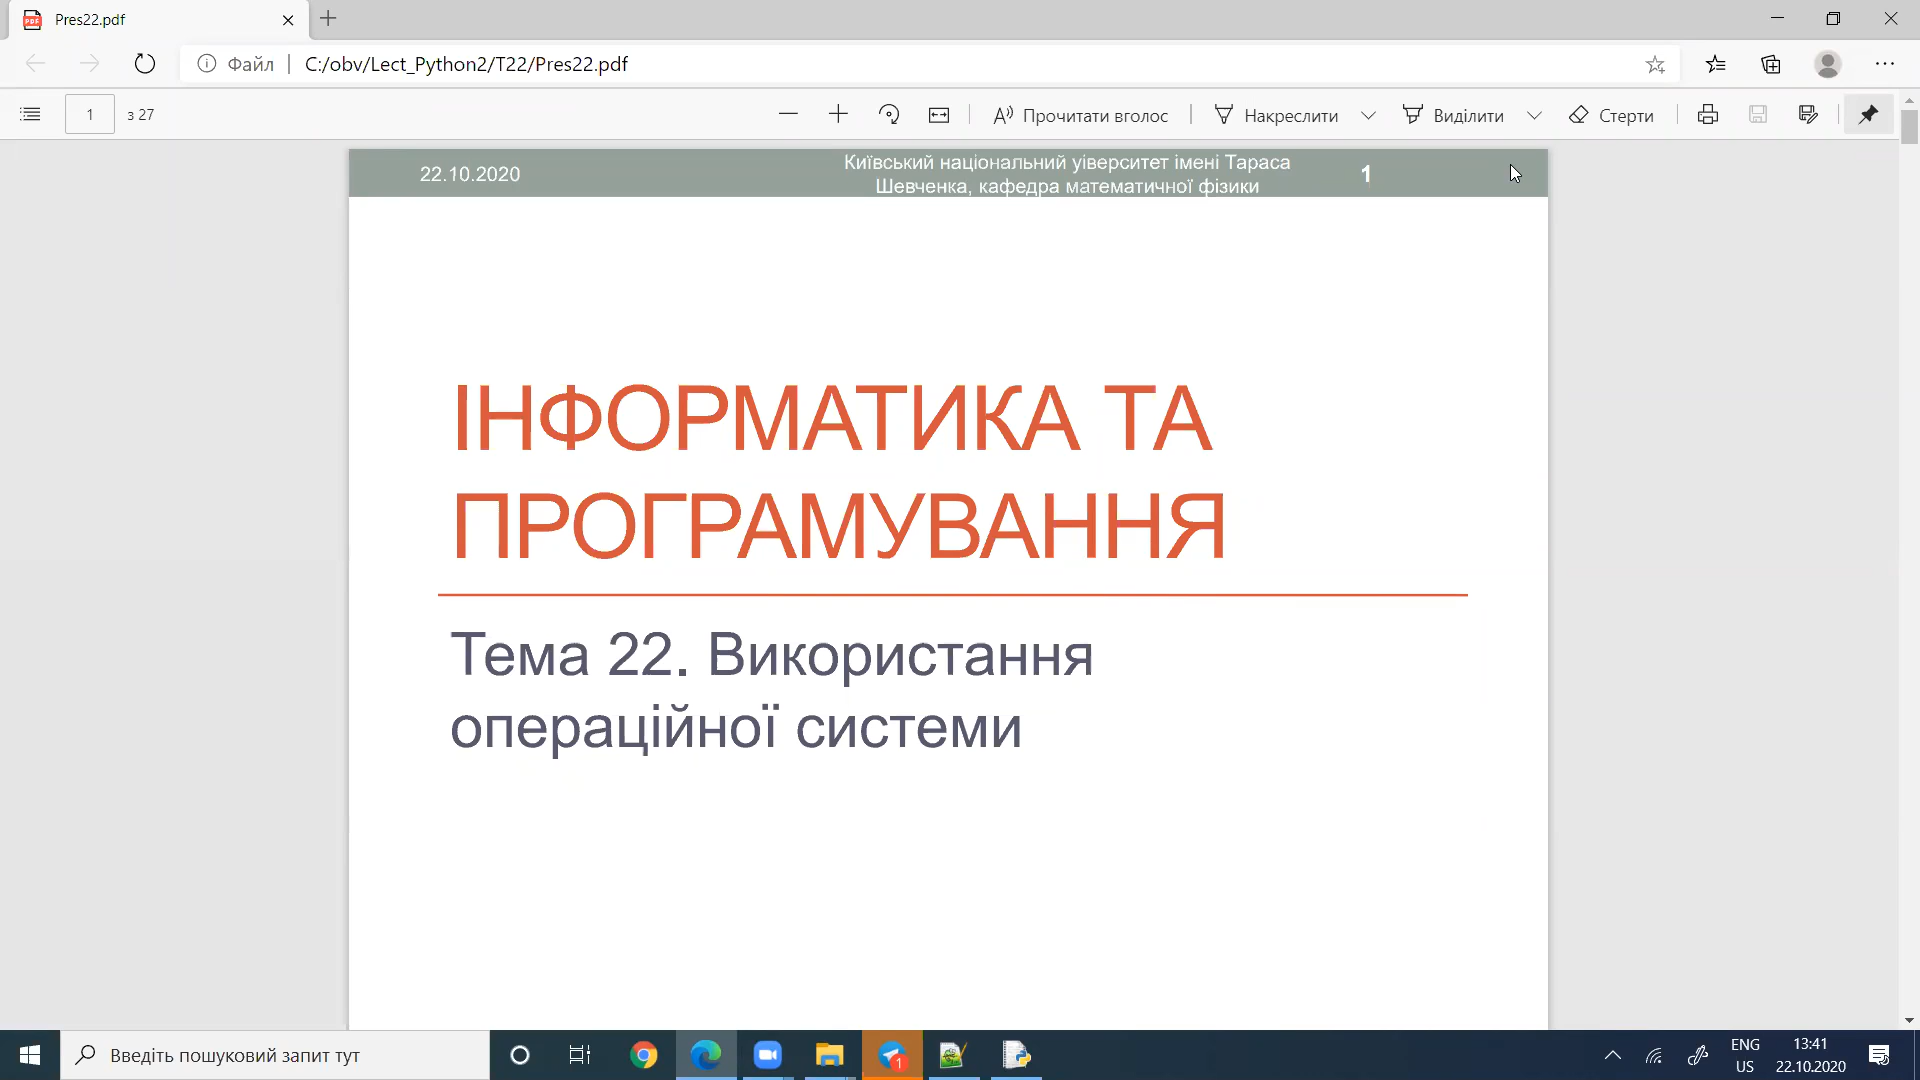 Pres22.pdf
Файл
C:/obv/Lect_Python2/T22/Pres22.pdf
1
з 27
Прочитати вголос
Накреслити
Виділити
Стерти
22.10.2020
Київський національний уіверситет імені Тараса
Шевченка, кафедра математичної фізики
1
ІНФОРМАТИКА ТА
ПРОГРАМУВАННЯ
Тема 22. Використання
операційної системи
Введіть пошуковий запит тут
1
ENG
US
13:41
22.10.2020